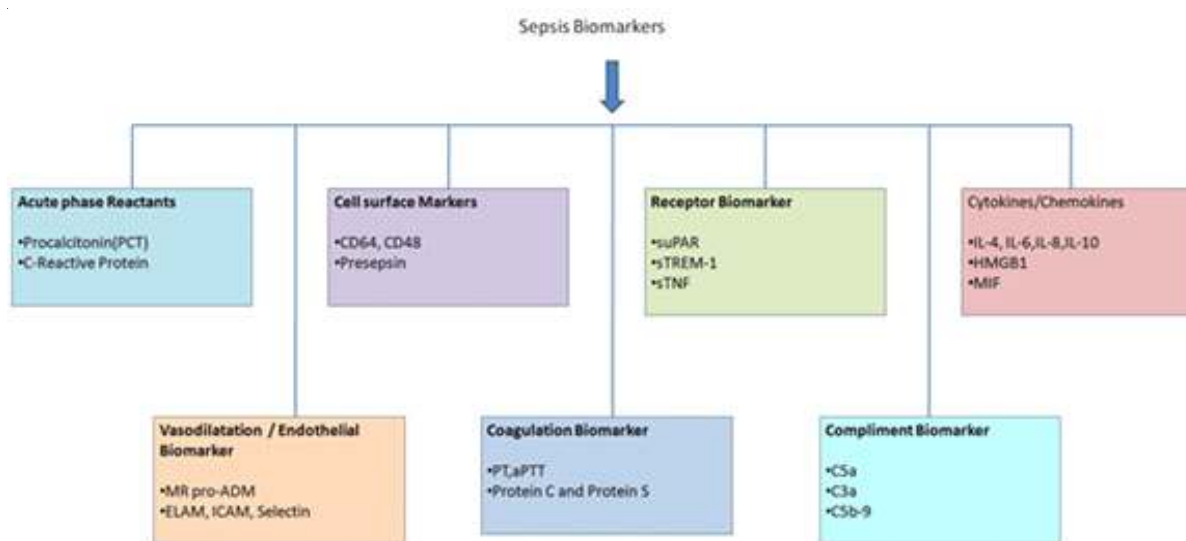 Sepsis Biomarkers
Acute phase Reactants
•Procalcitonin(PCT)
•C-Reactive Protein
Cell surface Markers
•CD64, CD48
•Presepsin
Receptor Biomarker
•suPAR
•sTREM-1
•sTNF
Cytokines/Chemokines
•IL-4, IL-6,IL-8,IL-10
•HMGB1
•MIF
Vasodilatation / Endothelial
Biomarker
•MR pro-ADM
•ELAM, ICAM, Selectin
Coagulation Biomarker
•PT,aPTT
•Protein C and Protein S
Compliment Biomarker
•C5a
•C3a
•C5b-9